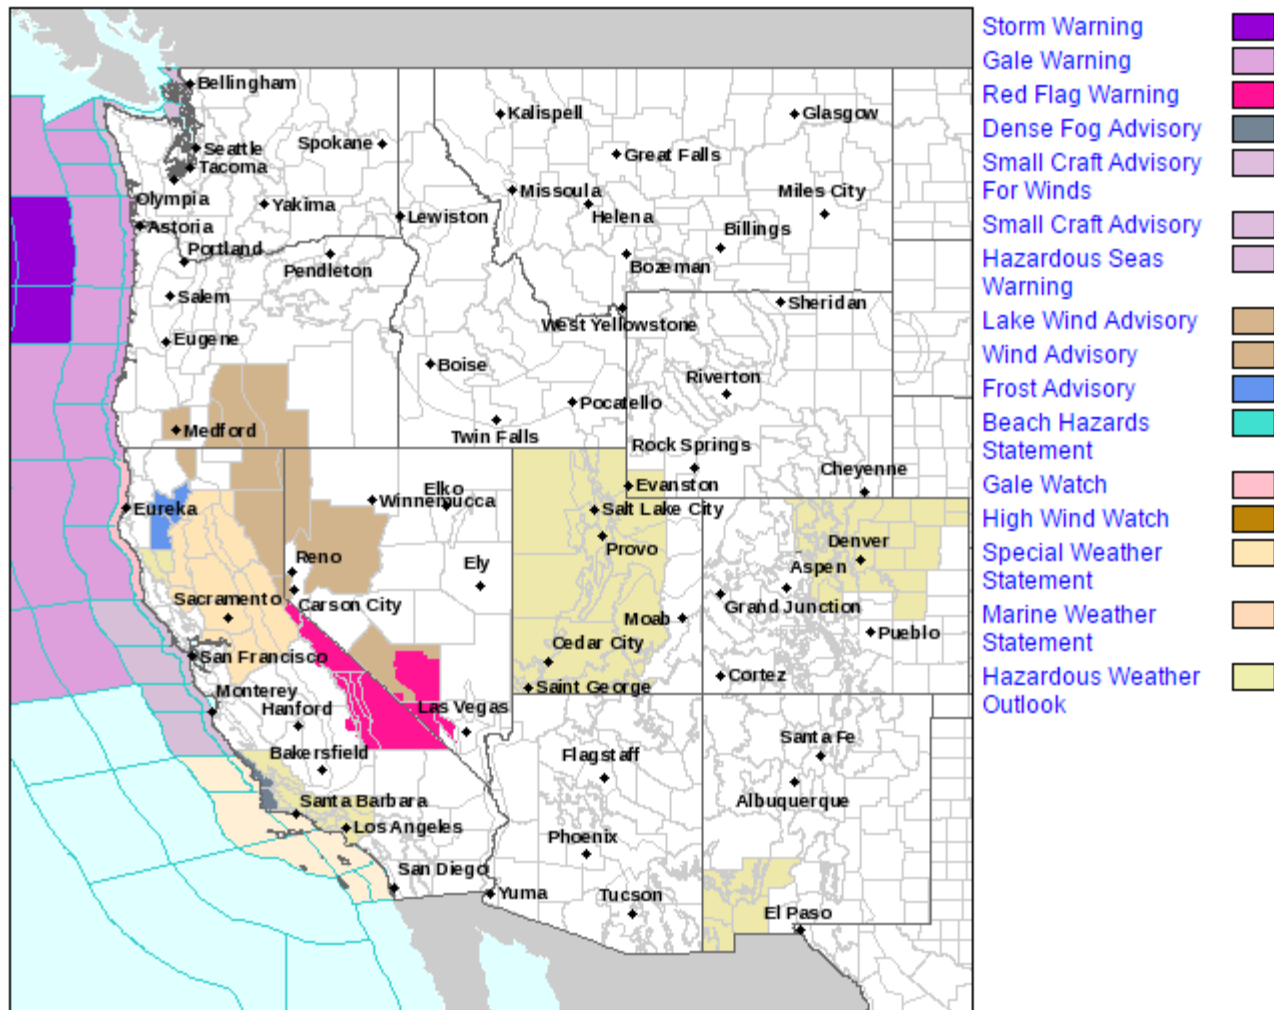 Bellingham
Seattle
Tacoma
Spokane
Olympia
Yakima
Astoria
Portland
Pendleton
Salem
Eugene
Medford
Lewiston
Kalispell
Glasgow
Great Falls
Missoula
Helena
Miles City
Billings
Bozeman
West Yellowstone
Sheridan
Boise
Pocatello
Twin Falls
Riverton
Rock Springs
Cheyenne
Evanston
Eureka
Elko
Winnemucca
Reno
Ely
Carson City
Sacramento
San Francisco
Monterey
Hanford
Las Vegas
Bakersfield
Santa Barbara
Los Angeles
San Diego
Salt Lake City
Provo
Moab
Cedar City
Saint George
Denver
Aspen
Grand Junction
Pueblo
Cortez
Flagstaff
Santa Fe
Albuquerque
Phoenix
Yuma
Tucson
El Paso
Storm Warning
Gale Warning
Red Flag Warning
Dense Fog Advisory
Small Craft Advisory
For Winds
Small Craft Advisory
Hazardous Seas
Warning
Lake Wind Advisory
Wind Advisory
Frost Advisory
Beach Hazards
Statement
Gale Watch
High Wind Watch
Special Weather
Statement
Marine Weather
Statement
Hazardous Weather
Outlook